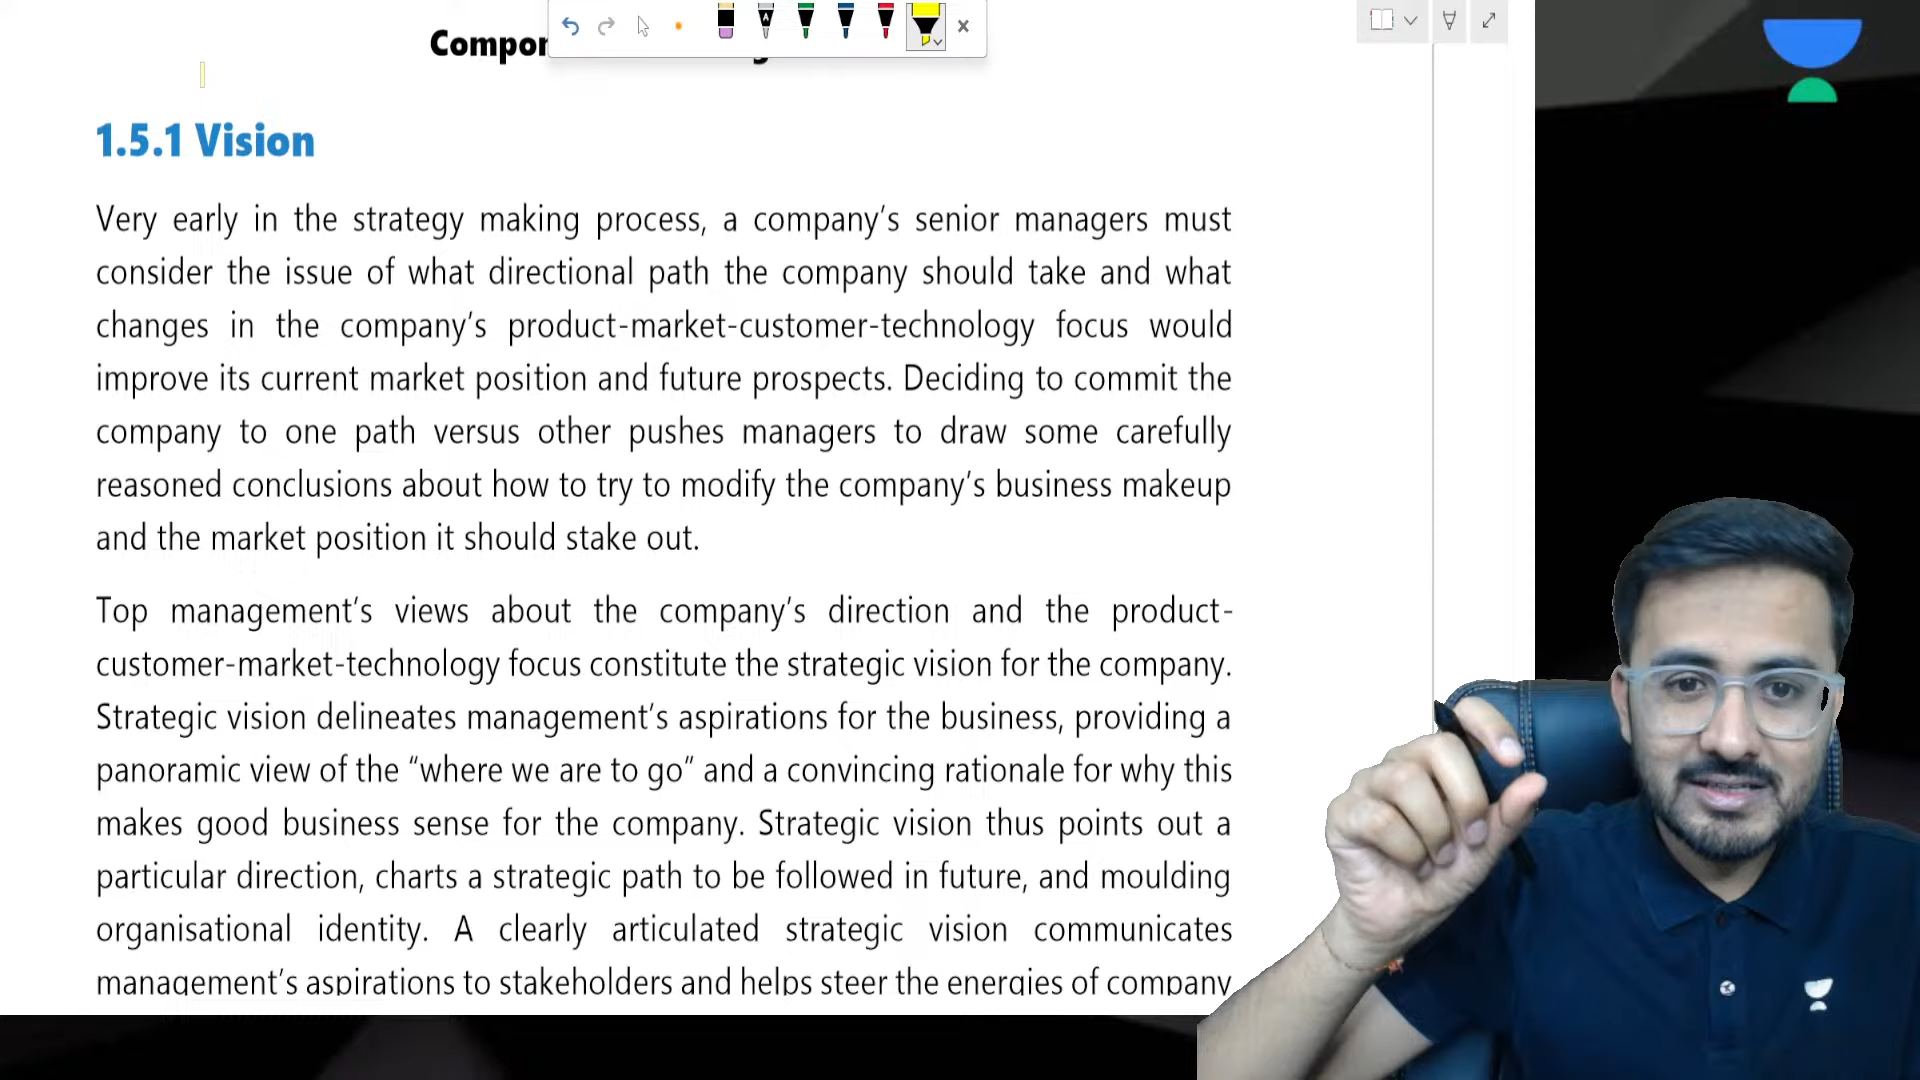 Compon
1.5.1 Vision
Very early in the strategy making process, a company's senior managers must
consider the issue of what directional path the company should take and what
changes in the company's product-market-customer-technology focus would
improve its current market position and future prospects. Deciding to commit the
company to one path versus other pushes managers to draw some carefully
reasoned conclusions about how to try to modify the company's business makeup
and the market position it should stake out.
Top management's views about the company's direction and the product-
customer-market-technology focus constitute the strategic vision for the company.
Strategic vision delineates management's aspirations for the business, providing a
panoramic view of the “where we are to go” and a convincing rationale for why this
makes good business sense for the company. Strategic vision thus points out a
particular direction, charts a strategic path to be followed in future, and moulding
organisational identity. A clearly articulated strategic vision communicates
management's aspirations to stakeholders and helps steer the energies of company